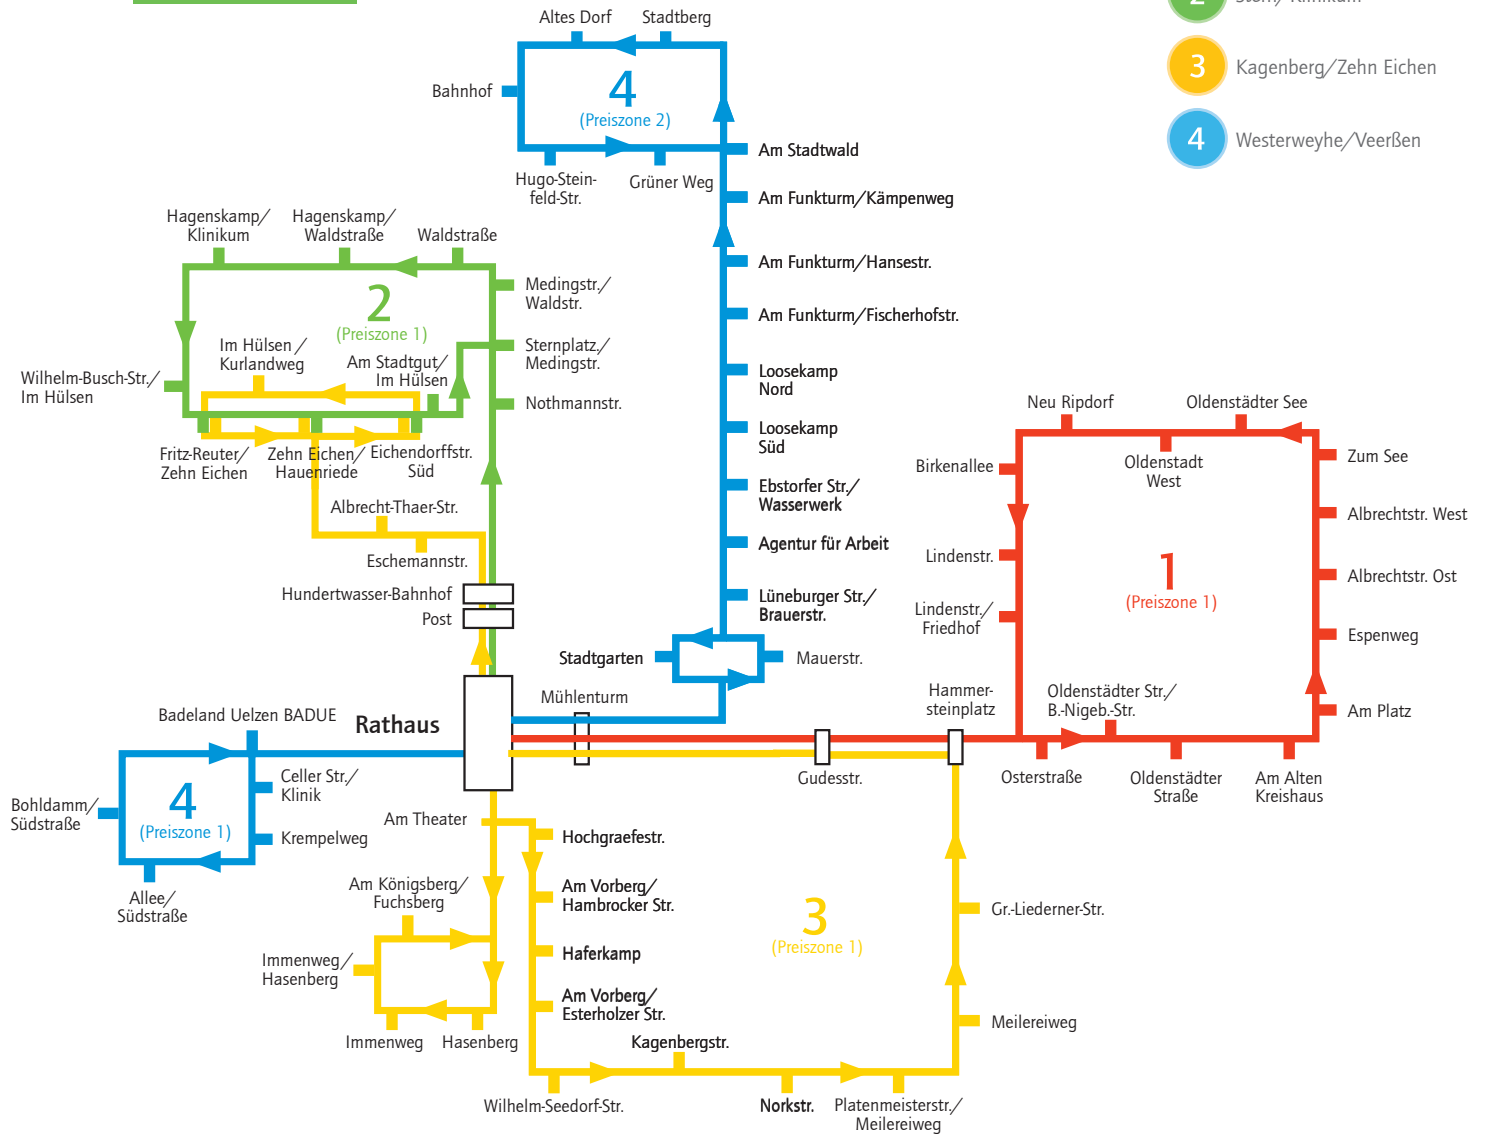 Altes Dorf
Stadtberg
3
Kagenberg/Zehn Eichen
Bahnhof
4
(Preiszone 2)
4
Westerweyhe/Veerßen
Am Stadtwald
Hugo-Stein-
feld-Str.
Grüner Weg
Am Funkturm/Kämpenweg
Hagenskamp/
Klinikum
Hagenskamp/
Waldstraße
Waldstraße
Am Funkturm/Hansestr.
Medingstr./
Waldstr.
2
(Preiszone 1)
Am Funkturm/Fischerhofstr.
Im Hülsen /
Kurlandweg
Am Stadtgut/
Im Hülsen
Sternplatz./
Medingstr.
Wilhelm-Busch-Str./
Im Hülsen
Loosekamp
Nord
Nothmannstr.
Neu Ripdorf
Oldenstädter See
Loosekamp
Süd
Fritz-Reuter/
Zehn Eichen
Zehn Eichen/
Hauenriede
Eichendorffstr.
Süd
Birkenallee
Oldenstadt
West
Zum See
Ebstorfer Str./
Wasserwerk
Albrecht-Thaer-Str.
Albrechtstr. West
Agentur für Arbeit
Eschemannstr.
Lindenstr.
1
(Preiszone 1)
Albrechtstr. Ost
Hundertwasser-Bahnhof
Post
Lüneburger Str./
Brauerstr.
Lindenstr./
Friedhof
Espenweg
Stadtgarten
Mauerstr.
Mühlenturm
Hammer-
steinplatz
Oldenstädter Str./
B.-Nigeb.-Str.
Am Platz
Badeland Uelzen BADUE
Rathaus
Gudesstr.
Osterstraße
Oldenstädter
Straße
Am Alten
Kreishaus
Celler Str./
Klinik
Bohldamm/
Südstraße
4
(Preiszone 1)
Krempelweg
Am Theater
Hochgraefestr.
Allee/
Südstraße
Am Königsberg/
Fuchsberg
Am Vorberg/
Hambrocker Str.
3
(Preiszone 1)
Gr.-Liederner-Str.
Immenweg/
Hasenberg
Haferkamp
Am Vorberg/
Esterholzer Str.
Immenweg
Hasenberg
Kagenbergstr.
Meilereiweg
Wilhelm-Seedorf-Str.
Norkstr.
Platenmeisterstr./
Meilereiweg